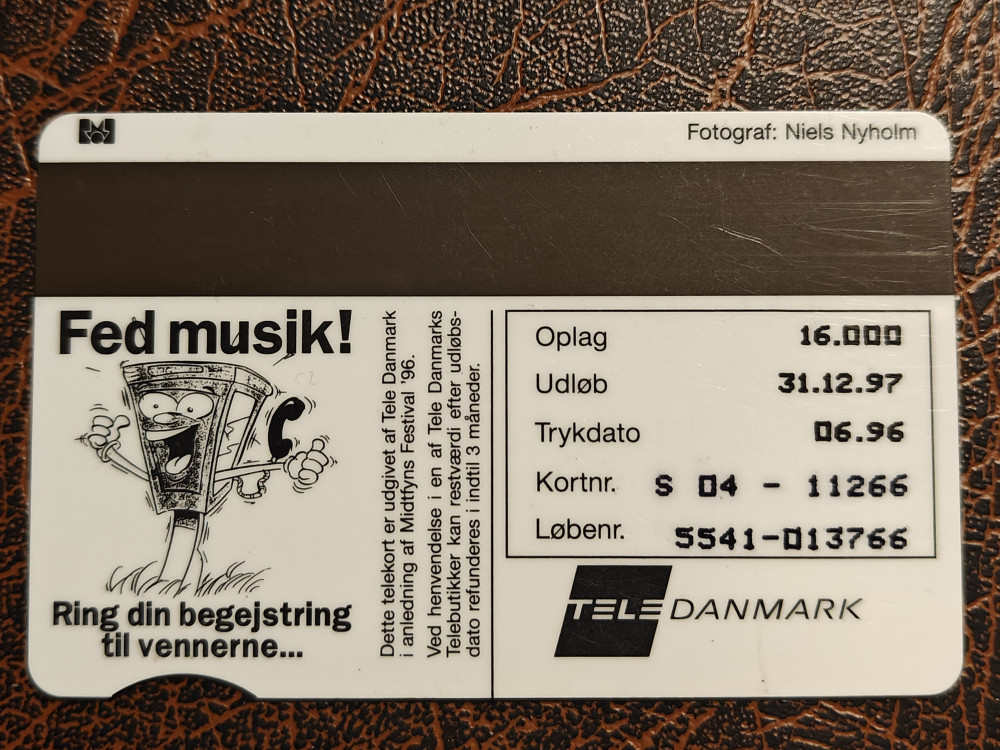 Fotograf: Niels Nyholm
Fed musik!
Ring din begejstring
til vennerne...
Dette telekort er udgivet af Tele Danmark
i anledning af Midtfyns Festival '96.
Ved henvendelse i en af Tele Danmarks
Telebutikker kan restværdi efter udløbs-
dato refunderes i indtil 3 måneder.
Oplag 16.000
Udløb 31.12.97
Trykdato 06.96
Kortnr. S 04 - 11266
Løbenr. 5541-013766
TELE DANMARK